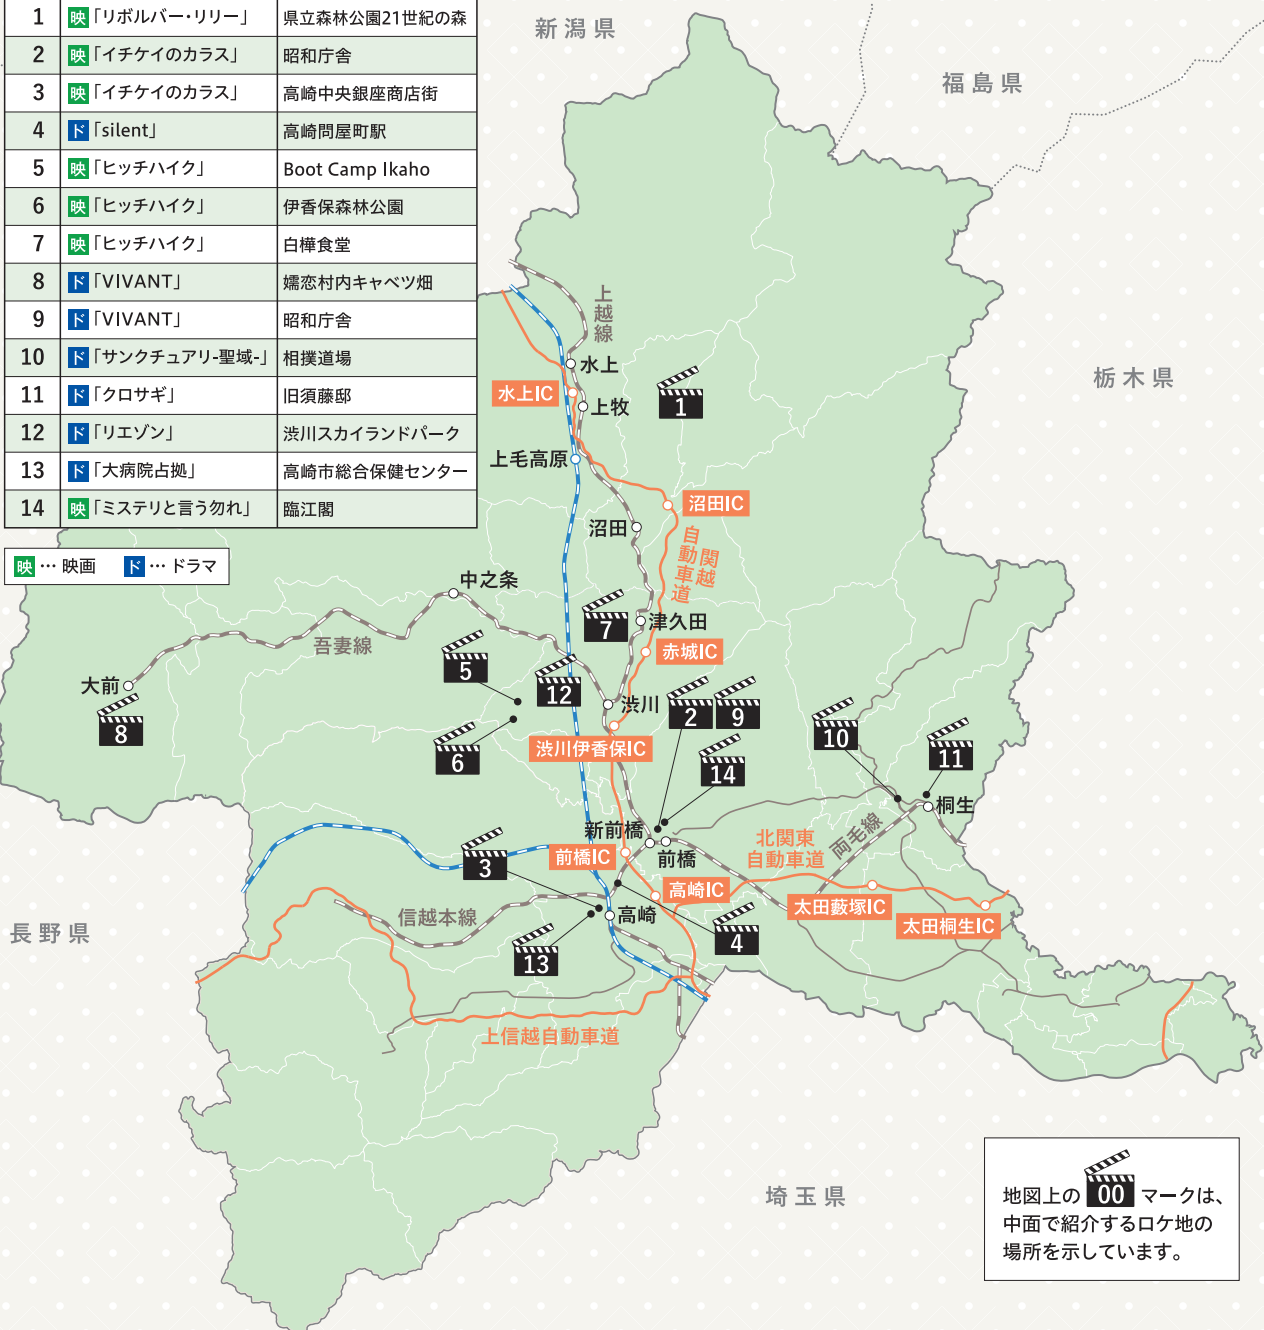 1 映「リボルバー・リリー」 県立森林公園21世紀の森
2 映「イチケイのカラス」 昭和庁舎
3 映「イチケイのカラス」 高崎中央銀座商店街
4 ド「silent」 高崎問屋町駅
5 映「ヒッチハイク」 Boot Camp Ikaho
6 映「ヒッチハイク」 伊香保森林公園
7 映「ヒッチハイク」 白樺食堂
8 ド「VIVANT」 嬬恋村内キャベツ畑
9 ド「VIVANT」 昭和庁舎
10 ド「サンクチュアリ-聖域-」 相撲道場
11 ド「クロサギ」 旧須藤邸
12 ド「リエゾン」 渋川スカイランドパーク
13 ド「大病院占拠」 高崎市総合保健センター
14 映「ミステリと言う勿れ」 臨江閣
映 … 映画 ド … ドラマ
新潟県
福島県
栃木県
長野県
埼玉県
上越線
水上
水上IC
上牧
1
上毛高原
沼田IC
沼田
関越
自動車道
中之条
7
津久田
吾妻線
赤城IC
5
大前
12
渋川
2
9
8
6
渋川伊香保IC
14
10
11
桐生
新前橋
前橋
前橋IC
北関東
自動車道
両毛線
3
高崎IC
太田藪塚IC
太田桐生IC
信越本線
高崎
4
13
上信越自動車道
地図上の 00 マークは、
中面で紹介するロケ地の
場所を示しています。